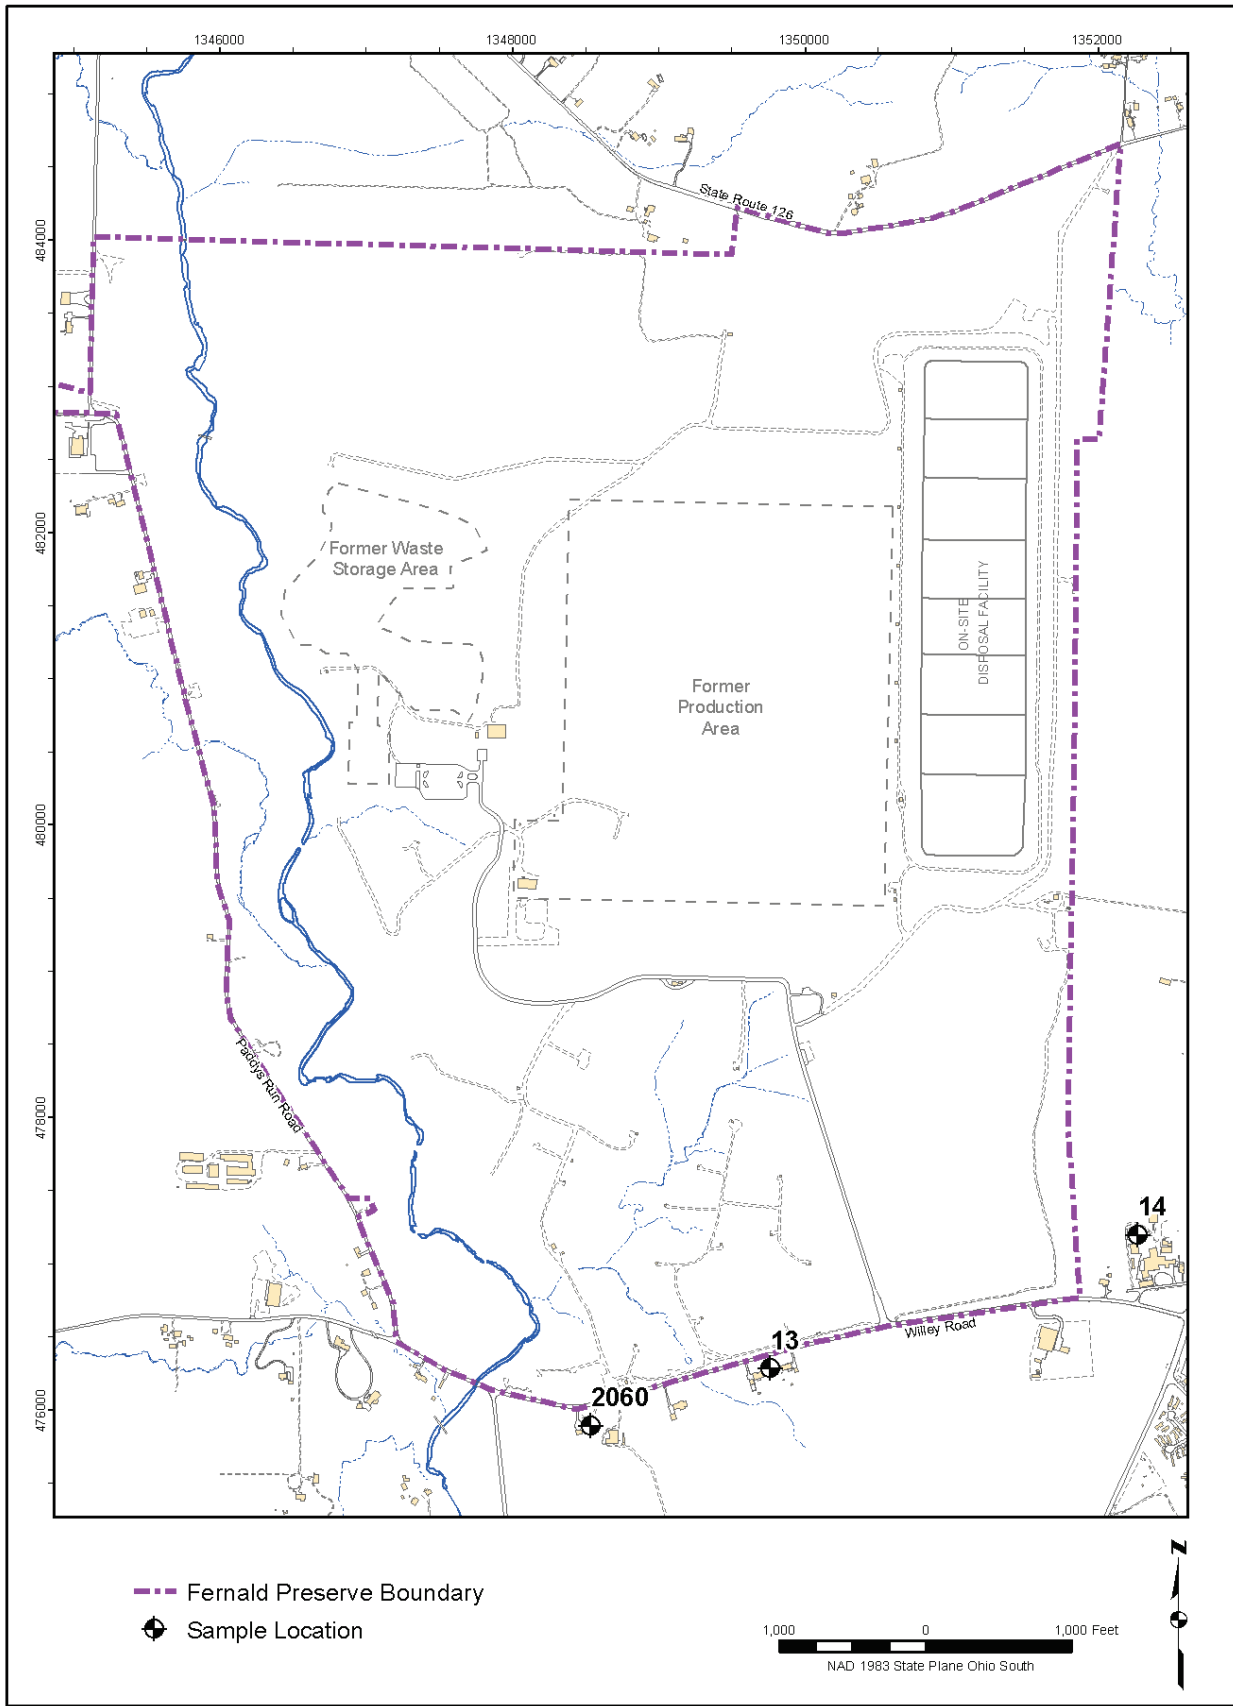 1346000
1348000
1350000
1352000
484000
482000
480000
478000
476000
State Route 126
Former Waste
Storage Area
ON-SITE
DISPOSAL FACILITY
Former
Production
Area
Paddys Run Road
14
13
Willey Road
2060
Fernald Preserve Boundary
Sample Location
1,000
0
1,000 Feet
NAD 1983 State Plane Ohio South
N